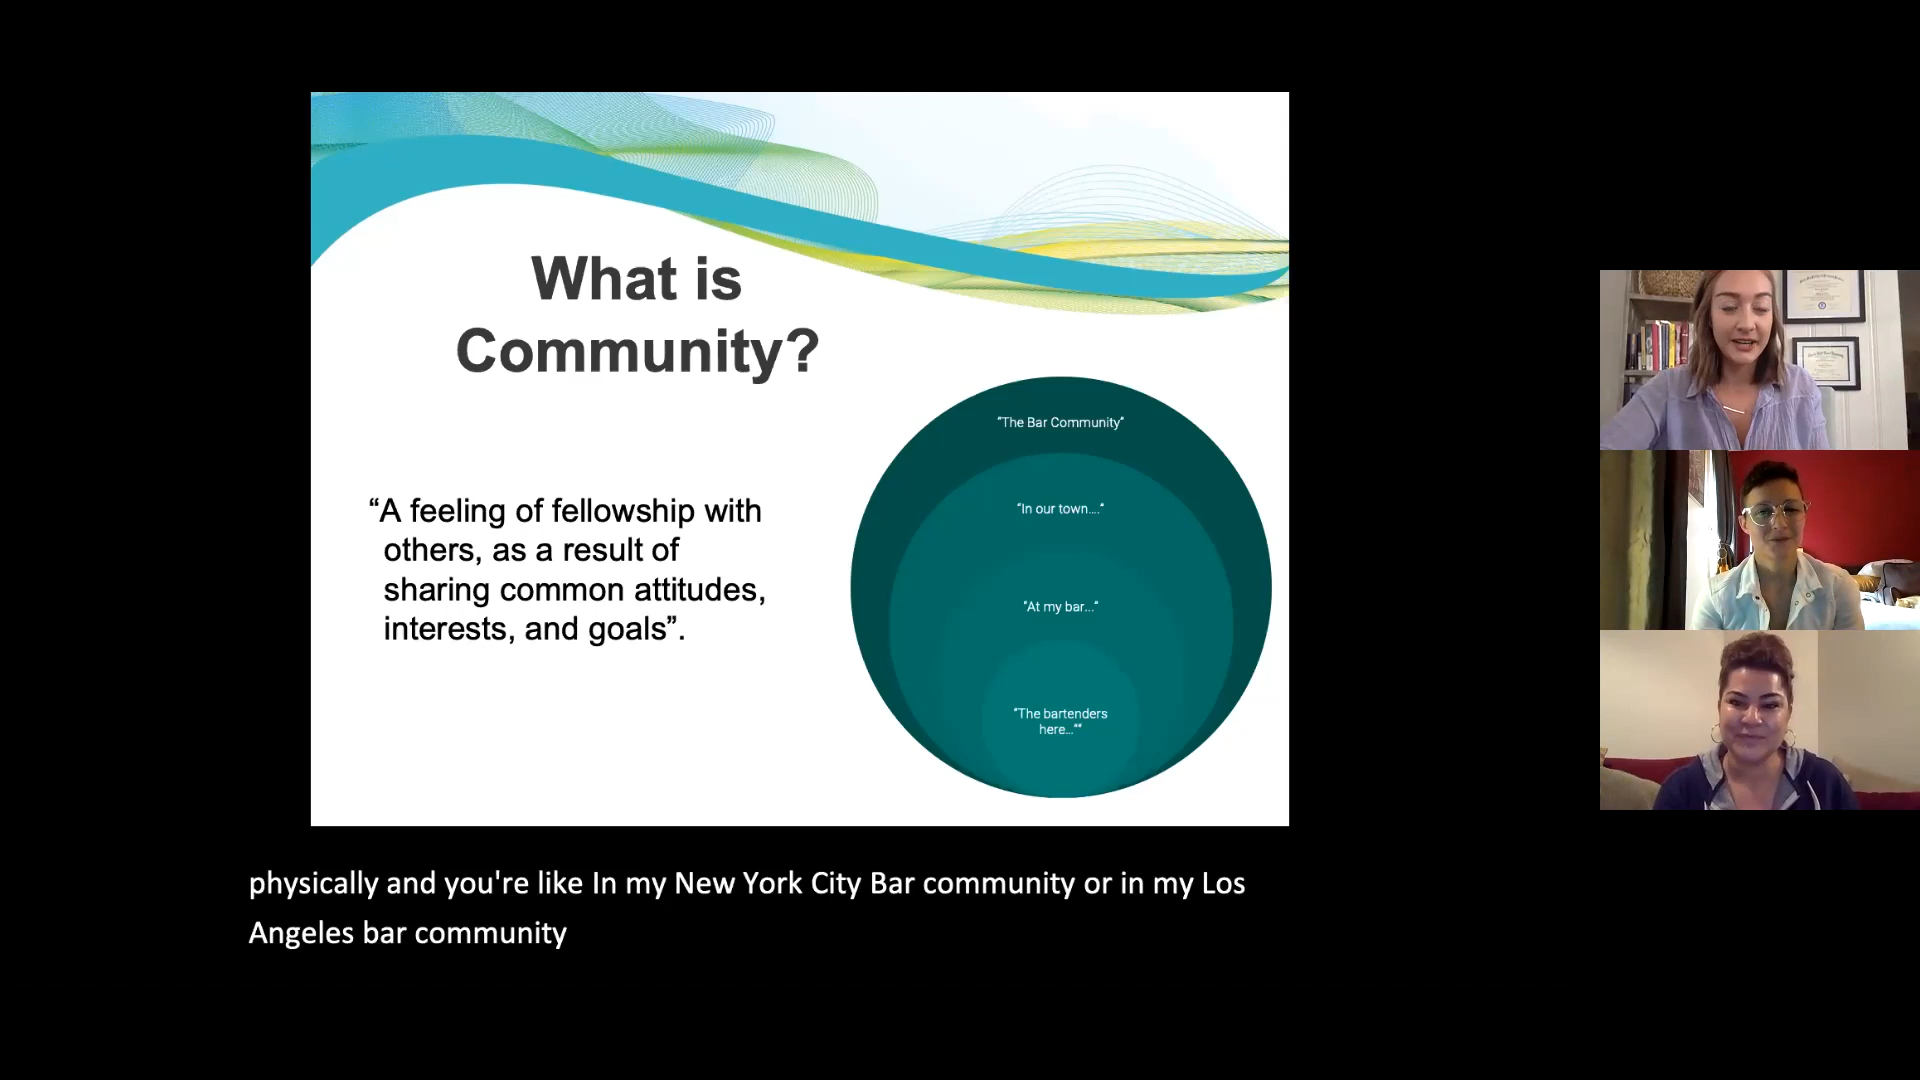 What is
Community?
“A feeling of fellowship with
others, as a result of
sharing common attitudes,
interests, and goals”.
“The Bar Community”
“In our town....”
“At my bar...”
“The bartenders
here...””
physically and you're like In my New York City Bar community or in my Los
Angeles bar community